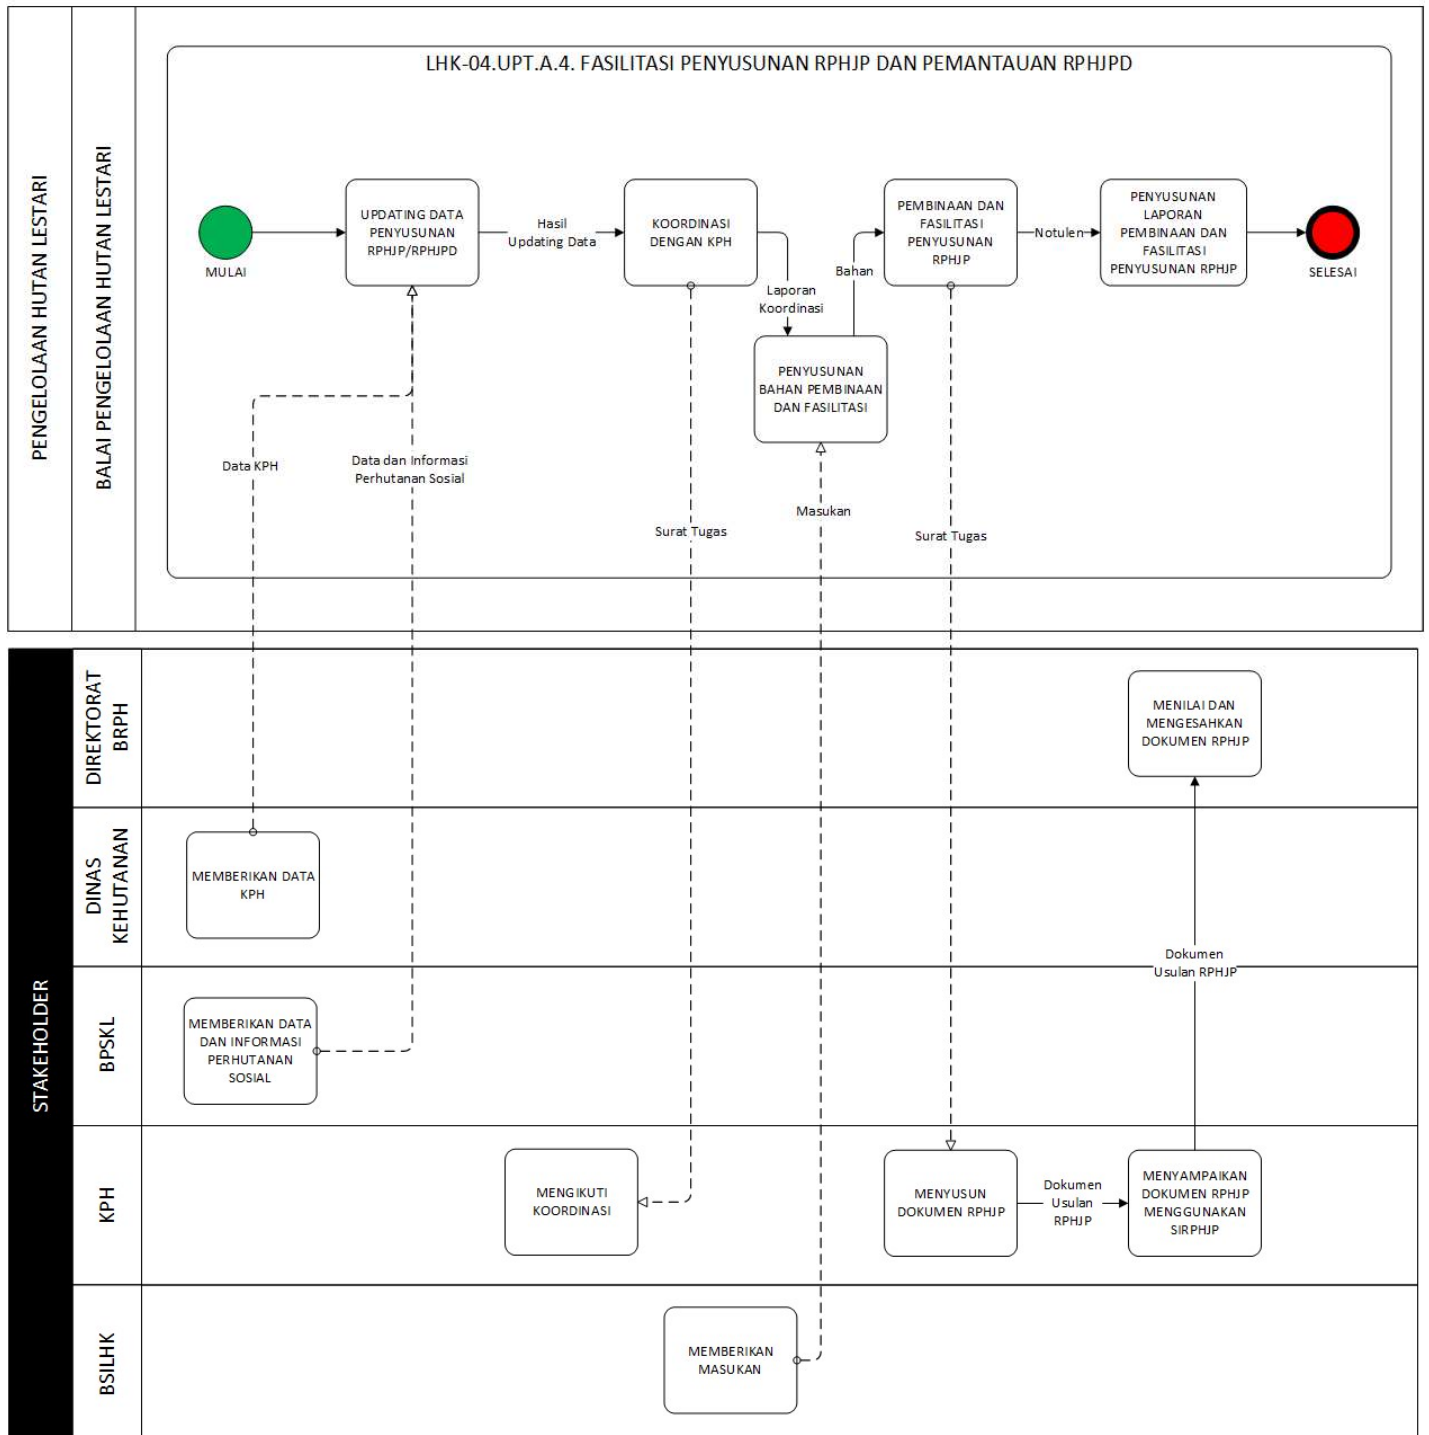 PENGELOLAAN HUTAN LESTARI
BALAI PENGELOLAAN HUTAN LESTARI
LHK-04.UPT.A.4. FASILITASI PENYUSUNAN RPHJP DAN PEMANTAUAN RPHJPD
MULAI
UPDATING DATA
PENYUSUNAN
RPHJP/RPHJPD
Hasil
Updating Data
KOORDINASI
DENGAN KPH
Laporan
Koordinasi
PENYUSUNAN
BAHAN PEMBINAAN
DAN FASILITASI
Bahan
PEMBINAAN DAN
FASILITASI
PENYUSUNAN
RPHJP
Notulen
PENYUSUNAN
LAPORAN
PEMBINAAN DAN
FASILITASI
PENYUSUNAN RPHJP
SELESAI
Data KPH
Data dan Informasi
Perhutanan Sosial
Surat Tugas
Masukan
Surat Tugas
STAKEHOLDER
DIREKTORAT
BRPH
MENILAI DAN
MENGESAHKAN
DOKUMEN RPHJP
DINAS
KEHUTANAN
MEMBERIKAN DATA
KPH
Dokumen
Usulan RPHJP
BPSKL
MEMBERIKAN DATA
DAN INFORMASI
PERHUTANAN
SOSIAL
KPH
MENGIKUTI
KOORDINASI
MENYUSUN
DOKUMEN RPHJP
Dokumen
Usulan
RPHJP
MENYAMPAIKAN
DOKUMEN RPHJP
MENGGUNAKAN
SIRPHJP
BSILHK
MEMBERIKAN
MASUKAN